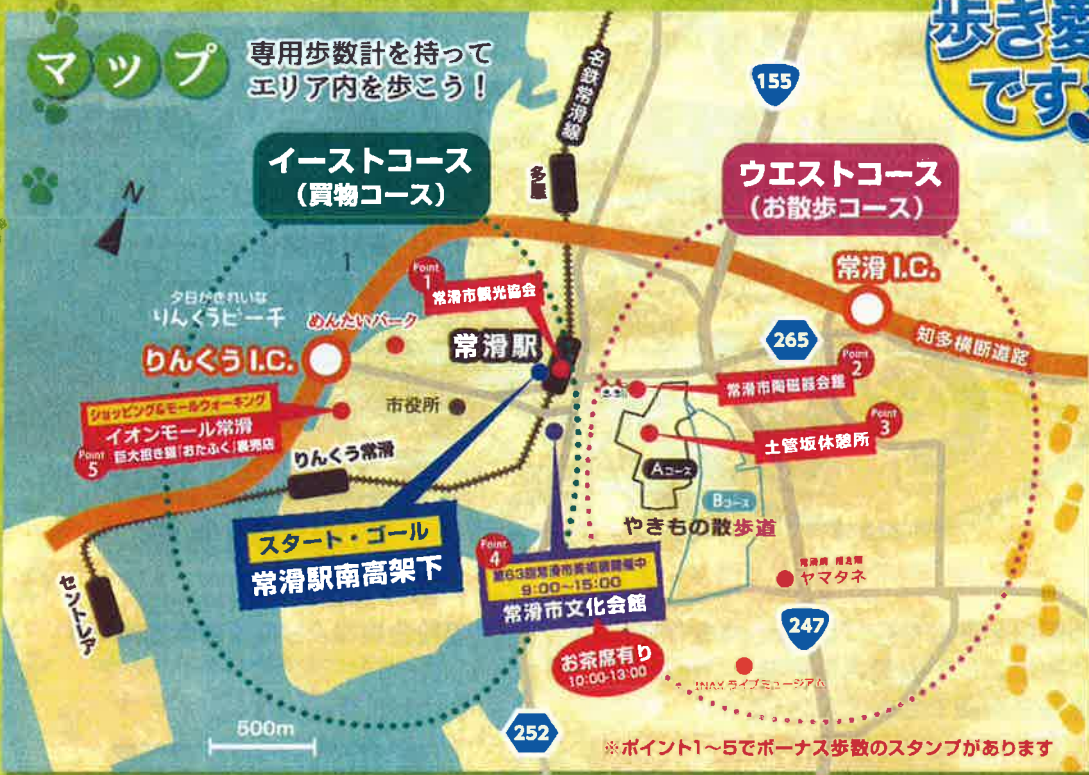 マップ
専用歩数計を持って
エリア内を歩こう!
歩き愛
です
名鉄常滑線
155
イーストコース
(買物コース)
多屋
ウエストコース
(お散歩コース)
N
1
常滑I.C.
Point
1
常滑市観光協会
夕日がきれいな
りんくうビーチ
めんたいパーク
常滑駅
265
知多横断道路
りんくうI.C.
Point
2
常滑市陶磁器会館
市役所
ショッピング&モールウォーキング
イオンモール常滑
巨大招き猫「おたふく」裏売店
Point
5
Point
3
土管坂休憩所
りんくう常滑
Aコース
Bコース
やきもの散歩道
スタート・ゴール
常滑駅南高架下
Point
4
第63回常滑市美術展開催中
9:00〜15:00
常滑市文化会館
ヤマタネ
セントレア
247
お茶席有り
10:00-13:00
INAXライブミュージアム
500m
252
※ポイント1〜5でボーナス歩数のスタンプがあります